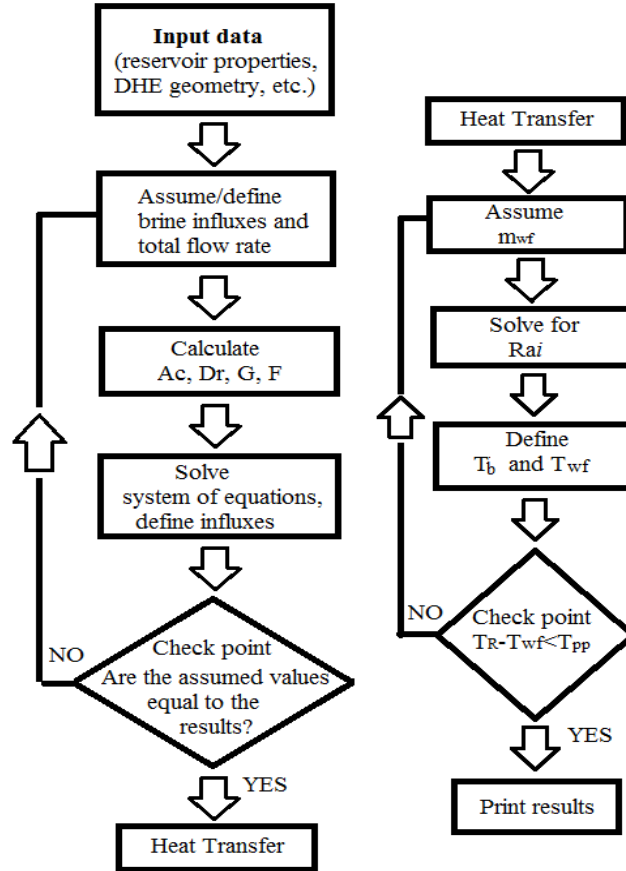 Input data
(reservoir properties,
DHE geometry, etc.)
Assume/define
brine influxes and
total flow rate
Calculate
Ac, Dr, G, F
Solve
system of equations,
define influxes
NO
Check point
Are the assumed values
equal to the
results?
YES
Heat Transfer
Heat Transfer
Assume
mwf
Solve for
Rai
Define
Tb and Twf
NO
Check point
TR-Twf<Tpp
YES
Print results